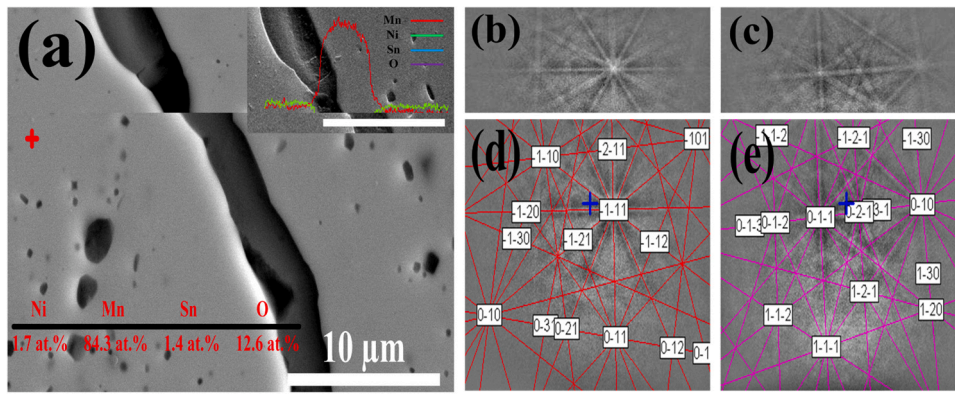 (a)
Mn
Ni
Sn
O
Ni Mn Sn O
1.7 at.% 84.3 at.% 1.4 at.% 12.6 at.%
10 μm
(b)
(c)
(d)
-1-10
-2-11
-101
-1-20
-1-11
-1-30
-1-21
-1-12
0-10
0-31
0-21
0-11
0-12
(e)
-1-1-2
-1-2-1
-1-30
0-1-3
0-1-2
0-1-1
0-2-1
3-1
0-10
1-30
1-2-1
1-20
1-1-2
1-1-1